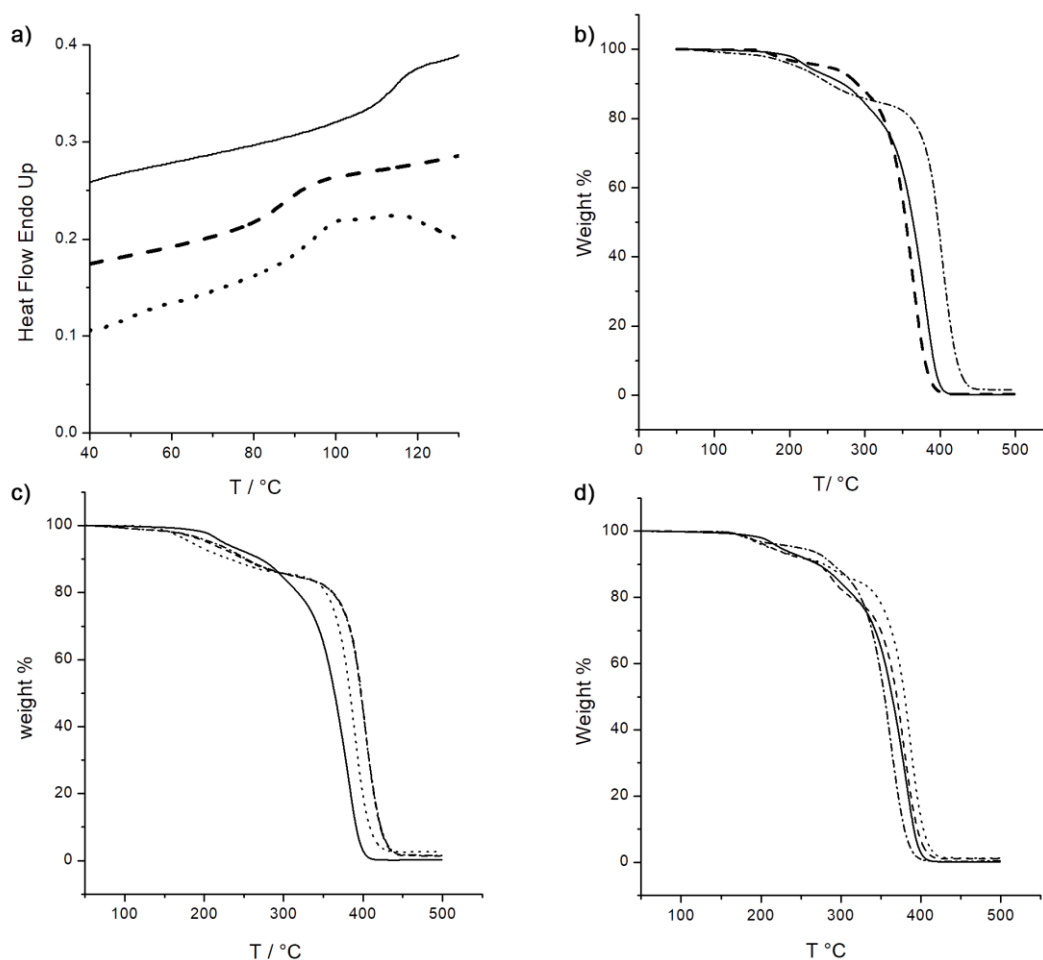 a)
0.4
0.3
0.2
0.1
0.0
Heat Flow Endo Up
40 60 80 100 120
T / °C
b)
100
80
60
40
20
0
Weight %
0 100 200 300 400 500
T/ °C
c)
100
80
60
40
20
0
weight %
100 200 300 400 500
T / °C
d)
100
80
60
40
20
0
Weight %
100 200 300 400 500
T °C